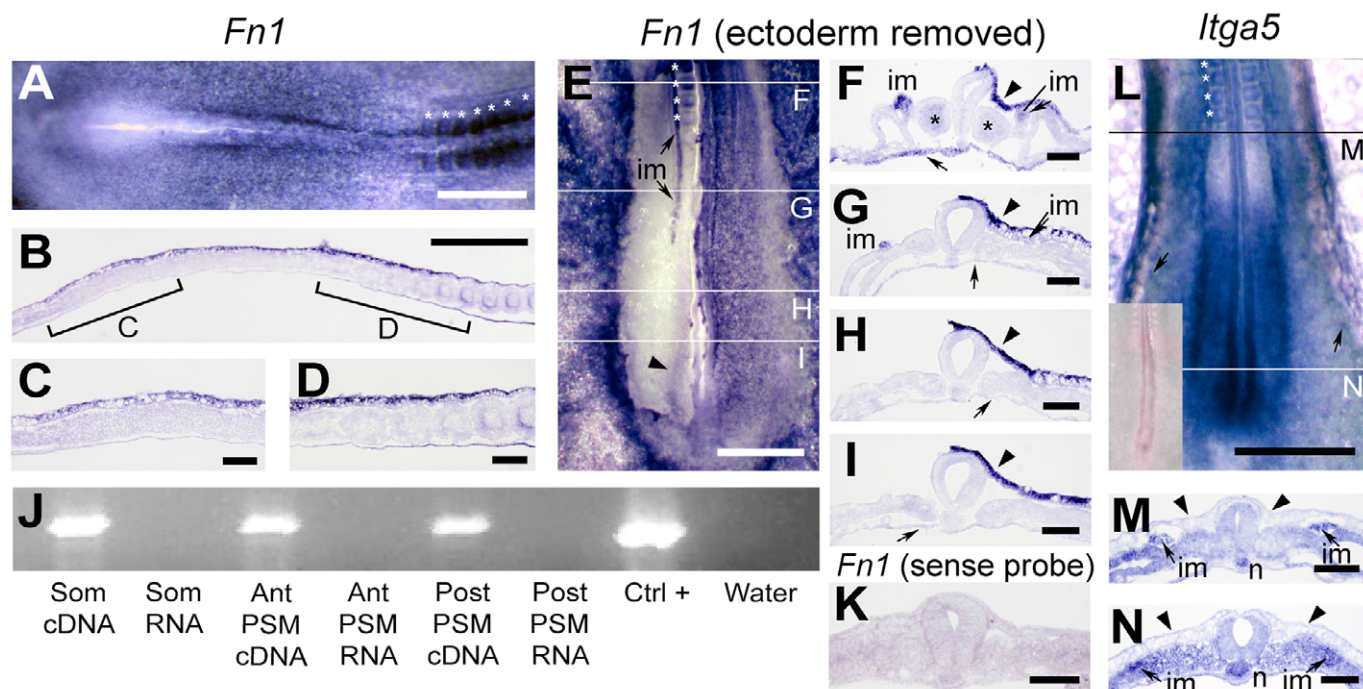 Fn1
Fn1 (ectoderm removed)
Itga5
A
* * * * * * *
B
C
D
C
D
E
*
*
*
*
im
F
G
H
I
F
im
im
*
*
G
im
im
H
I
J
Som
cDNA
Som
RNA
Ant
PSM
cDNA
Ant
PSM
RNA
Post
PSM
cDNA
Post
PSM
RNA
Ctrl +
Water
Fn1 (sense probe)
K
L
*
*
*
*
M
N
M
im
n
im
N
im
n
im